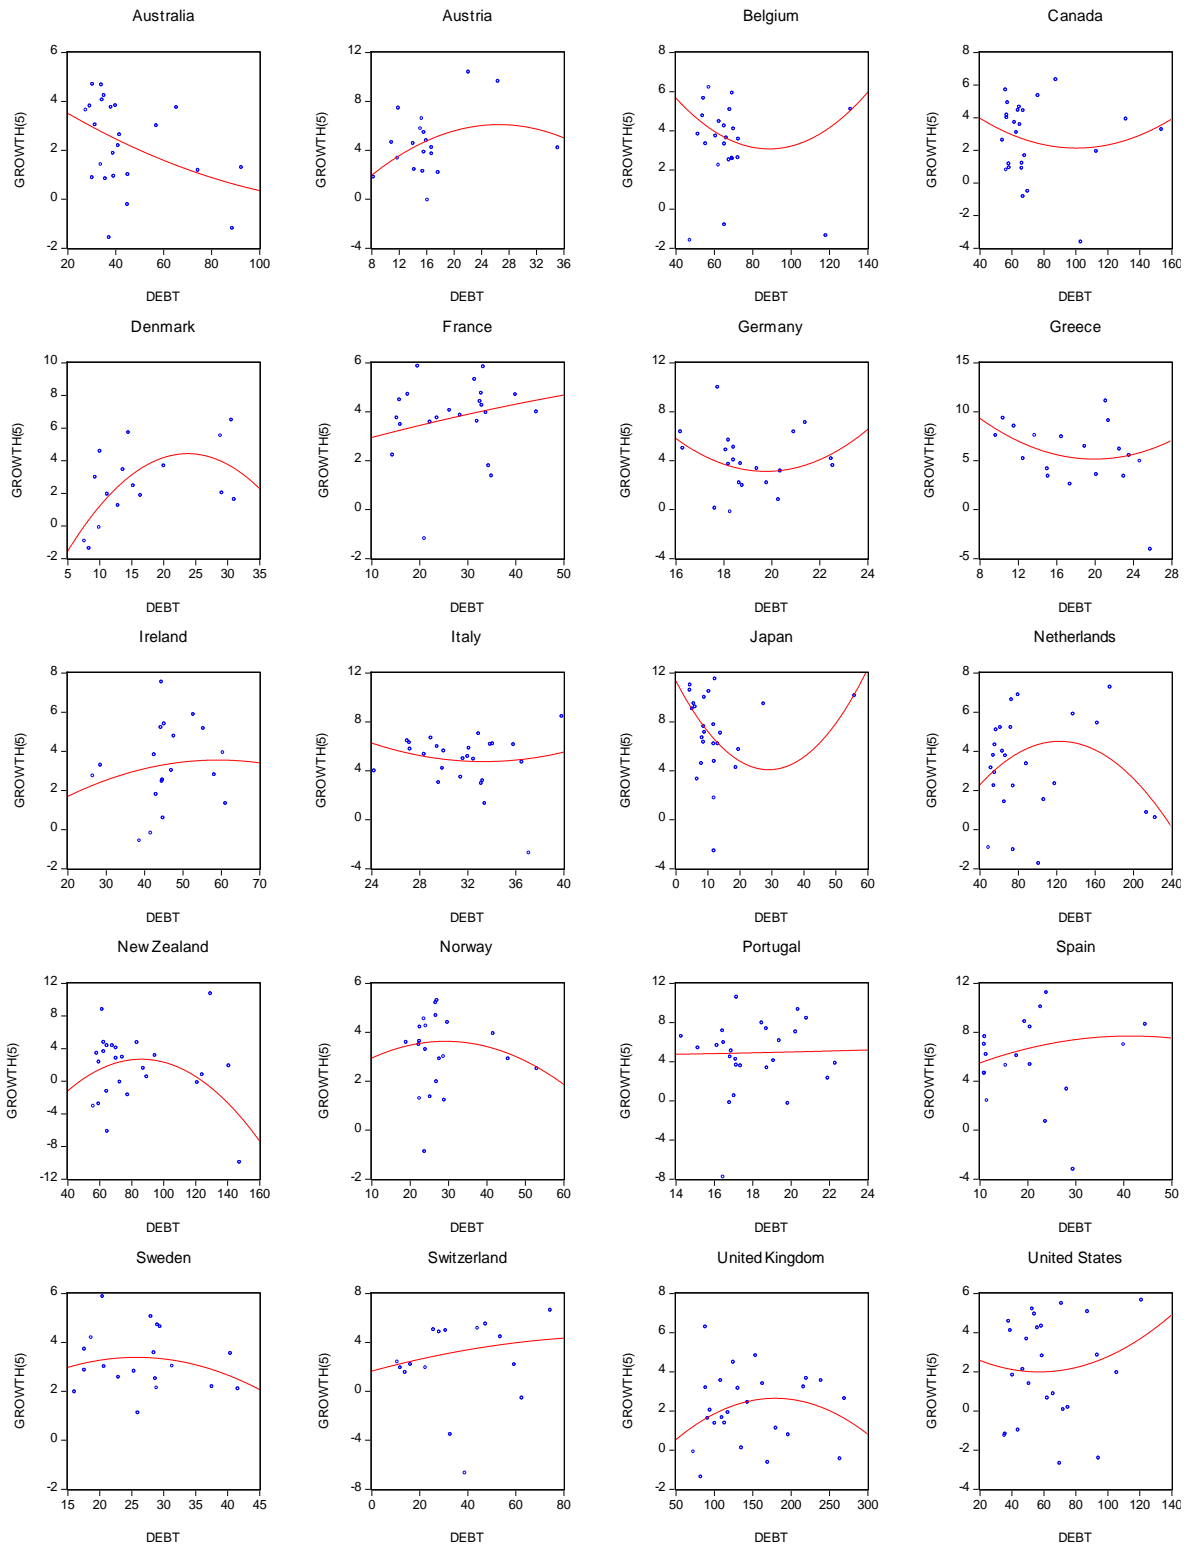 Australia
Austria
Belgium
Canada
GROWTH(5)
6
4
2
0
-2
20 40 60 80 100
DEBT
GROWTH(5)
12
8
4
0
-4
8 12 16 20 24 28 32 36
DEBT
GROWTH(5)
8
6
4
2
0
-2
40 60 80 100 120 140
DEBT
GROWTH(5)
8
6
4
2
0
-2
-4
40 60 80 100 120 140 160
DEBT
Denmark
France
Germany
Greece
GROWTH(5)
10
8
6
4
2
0
-2
5 10 15 20 25 30 35
DEBT
GROWTH(5)
6
4
2
0
-2
10 20 30 40 50
DEBT
GROWTH(5)
12
8
4
0
-4
16 18 20 22 24
DEBT
GROWTH(5)
15
10
5
0
-5
8 12 16 20 24 28
DEBT
Ireland
Italy
Japan
Netherlands
GROWTH(5)
8
6
4
2
0
-2
20 30 40 50 60 70
DEBT
GROWTH(5)
12
8
4
0
-4
24 28 32 36 40
DEBT
GROWTH(5)
12
8
4
0
-4
0 10 20 30 40 50 60
DEBT
GROWTH(5)
8
6
4
2
0
-2
40 80 120 160 200 240
DEBT
New Zealand
Norway
Portugal
Spain
GROWTH(5)
12
8
4
0
-4
-8
-12
40 60 80 100 120 140 160
DEBT
GROWTH(5)
6
4
2
0
-2
10 20 30 40 50 60
DEBT
GROWTH(5)
12
8
4
0
-4
-8
14 16 18 20 22 24
DEBT
GROWTH(5)
12
8
4
0
-4
10 20 30 40 50
DEBT
Sweden
Switzerland
United Kingdom
United States
GROWTH(5)
6
4
2
0
-2
15 20 25 30 35 40 45
DEBT
GROWTH(5)
8
4
0
-4
-8
0 20 40 60 80
DEBT
GROWTH(5)
8
6
4
2
0
-2
50 100 150 200 250 300
DEBT
GROWTH(5)
6
4
2
0
-2
-4
20 40 60 80 100 120 140
DEBT